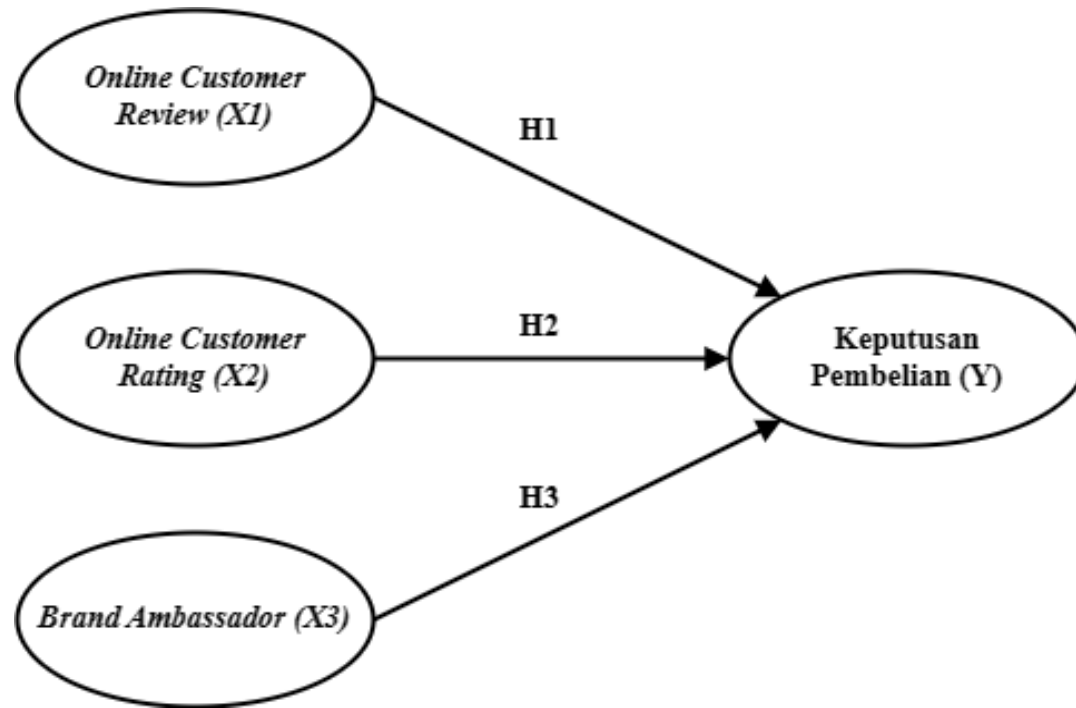 Online Customer
Review (X1)
H1
Online Customer
Rating (X2)
H2
Keputusan
Pembelian (Y)
H3
Brand Ambassador (X3)